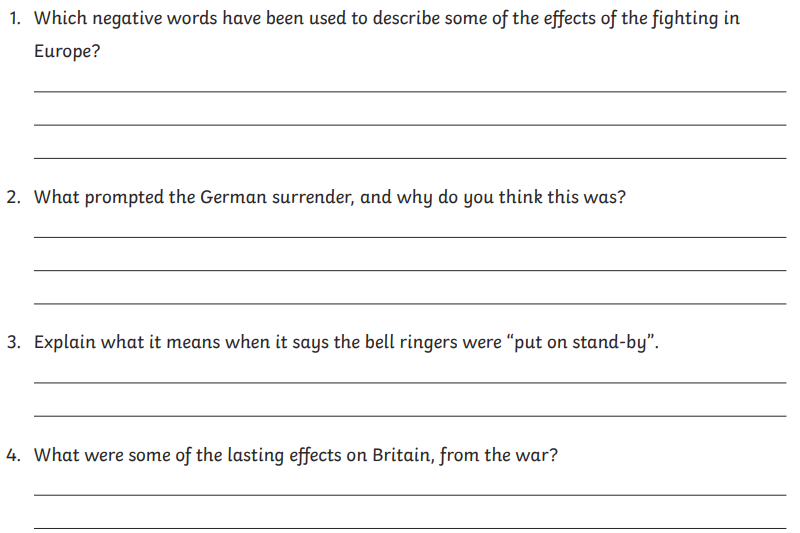 1. Which negative words have been used to describe some of the effects of the fighting in
Europe?
2. What prompted the German surrender, and why do you think this was?
3. Explain what it means when it says the bell ringers were “put on stand-by”.
4. What were some of the lasting effects on Britain, from the war?